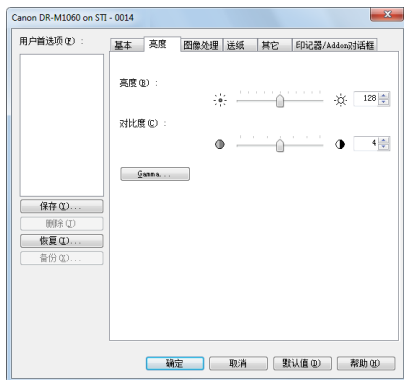 Canon DR-M1060 on STI - 0014
用户首选项(P):
基本 亮度 图像处理 送纸 其它 印记器/Addon对话框
亮度(B):
128
对比度(C):
4
Gamma...
保存(Y)...
删除(J)
恢复(L)...
备份(K)...
确定 取消 默认值(D) 帮助(H)